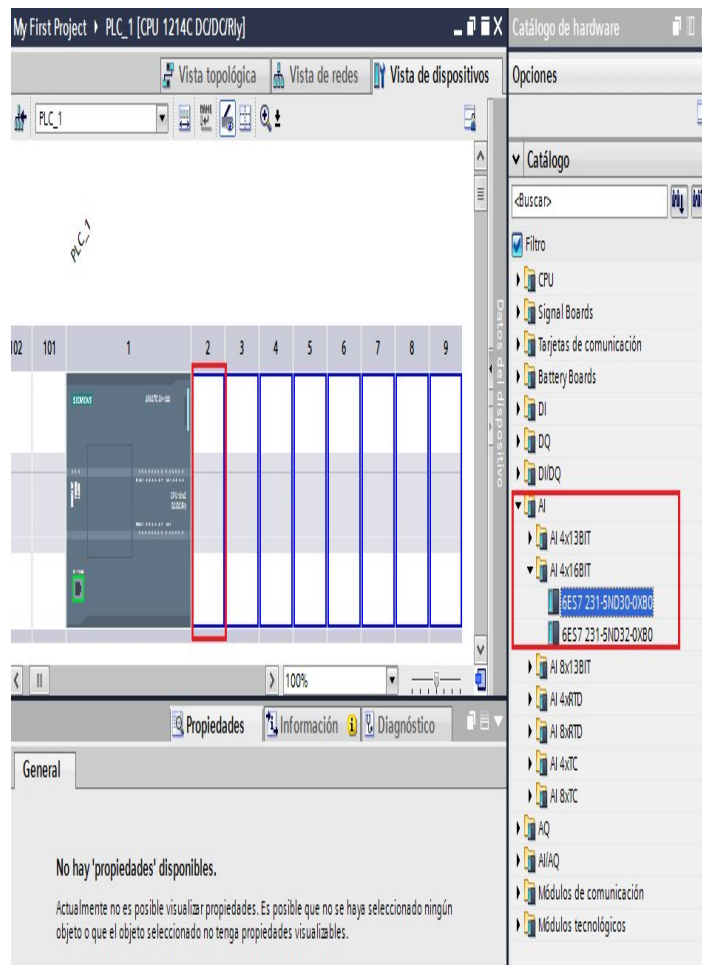 My First Project ▸ PLC_1 [CPU 1214C DC/DC/Rly]
Vista topológica
Vista de redes
Vista de dispositivos
PLC_1
PLC_1
102 101 1 2 3 4 5 6 7 8 9
SIEMENS
SIMATIC S7-1200
Datos del dispositivo
100%
Propiedades
Información
Diagnóstico
General
No hay 'propiedades' disponibles.
Actualmente no es posible visualizar propiedades. Es posible que no se haya seleccionado ningún
objeto o que el objeto seleccionado no tenga propiedades visualizables.
Catálogo de hardware
Opciones
Catálogo
<Buscar>
Filtro
CPU
Signal Boards
Tarjetas de comunicación
Battery Boards
DI
DQ
DI/DQ
AI
AI 4x13BIT
AI 4x16BIT
6ES7 231-5ND30-0XB0
6ES7 231-5ND32-0XB0
AI 8x13BIT
AI 4xRTD
AI 8xRTD
AI 4xTC
AI 8xTC
AQ
AI/AQ
Módulos de comunicación
Módulos tecnológicos